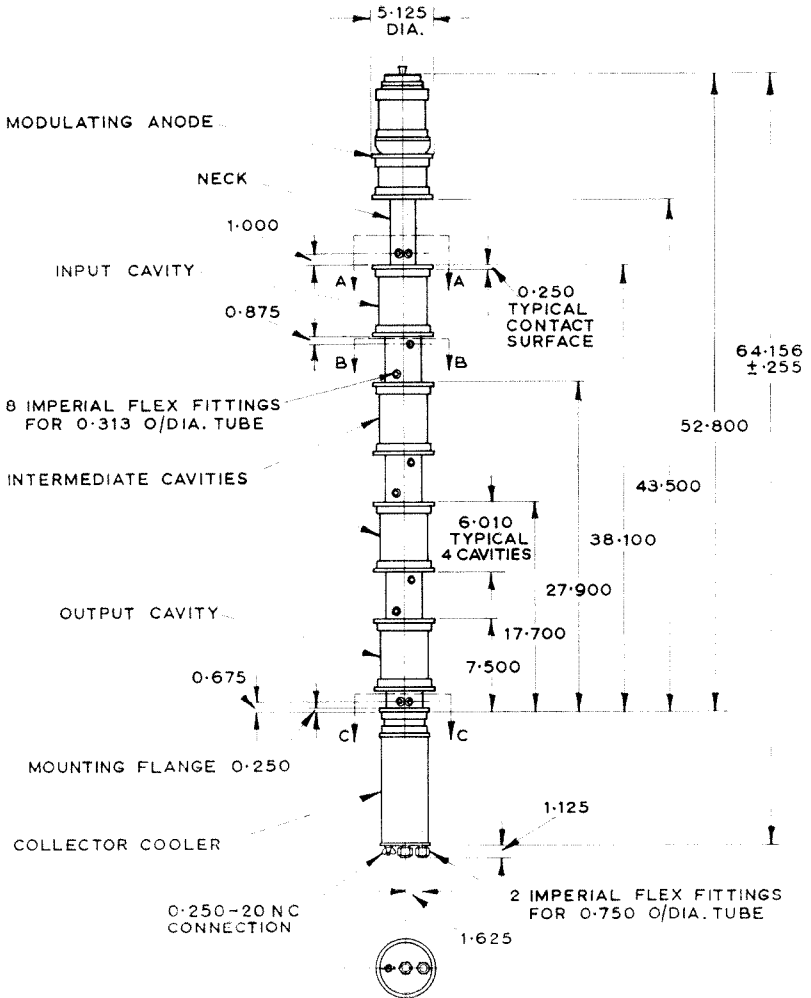 5·125
DIA.
MODULATING ANODE
NECK
1·000
INPUT CAVITY
A
A
0·250
TYPICAL
CONTACT
SURFACE
0·875
B
B
64·156
±·255
8 IMPERIAL FLEX FITTINGS
FOR 0·313 O/DIA. TUBE
52·800
INTERMEDIATE CAVITIES
43·500
6·010
TYPICAL
4 CAVITIES
38·100
27·900
OUTPUT CAVITY
17·700
0·675
7·500
C
C
MOUNTING FLANGE 0·250
1·125
COLLECTOR COOLER
2 IMPERIAL FLEX FITTINGS
FOR 0·750 O/DIA. TUBE
0·250-20 NC
CONNECTION
1·625